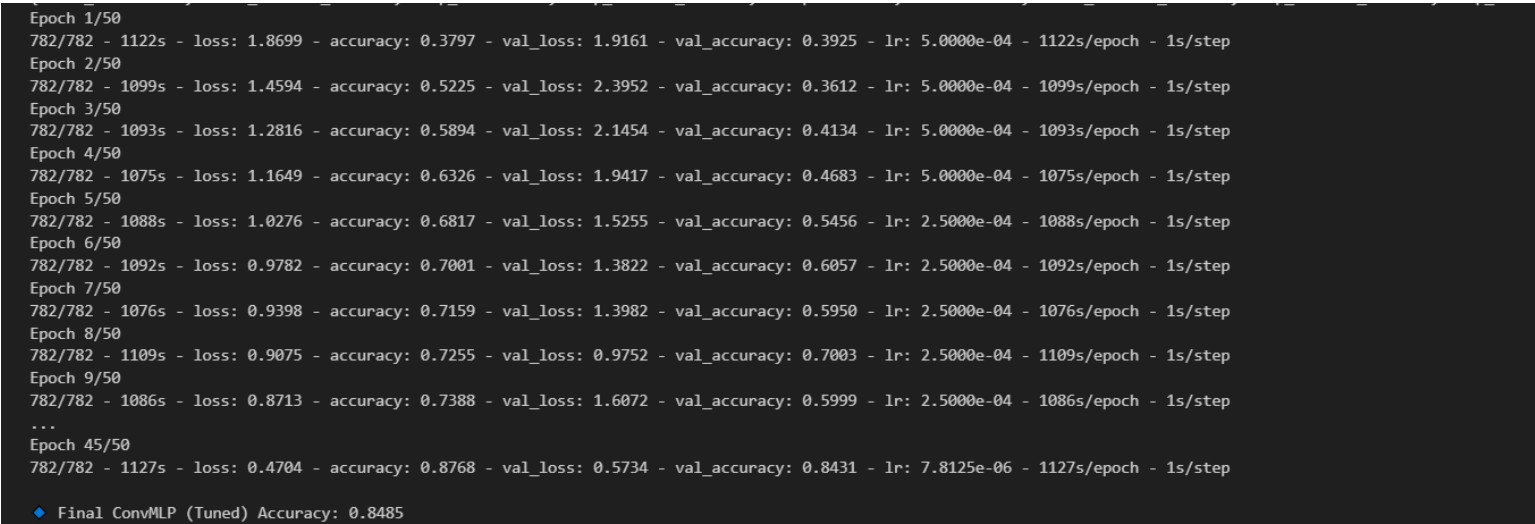 Epoch 1/50
782/782 - 1122s - loss: 1.8699 - accuracy: 0.3797 - val_loss: 1.9161 - val_accuracy: 0.3925 - lr: 5.0000e-04 - 1122s/epoch - 1s/step
Epoch 2/50
782/782 - 1099s - loss: 1.4594 - accuracy: 0.5225 - val_loss: 2.3952 - val_accuracy: 0.3612 - lr: 5.0000e-04 - 1099s/epoch - 1s/step
Epoch 3/50
782/782 - 1093s - loss: 1.2816 - accuracy: 0.5894 - val_loss: 2.1454 - val_accuracy: 0.4134 - lr: 5.0000e-04 - 1093s/epoch - 1s/step
Epoch 4/50
782/782 - 1075s - loss: 1.1649 - accuracy: 0.6326 - val_loss: 1.9417 - val_accuracy: 0.4683 - lr: 5.0000e-04 - 1075s/epoch - 1s/step
Epoch 5/50
782/782 - 1088s - loss: 1.0276 - accuracy: 0.6817 - val_loss: 1.5255 - val_accuracy: 0.5456 - lr: 2.5000e-04 - 1088s/epoch - 1s/step
Epoch 6/50
782/782 - 1092s - loss: 0.9782 - accuracy: 0.7001 - val_loss: 1.3822 - val_accuracy: 0.6057 - lr: 2.5000e-04 - 1092s/epoch - 1s/step
Epoch 7/50
782/782 - 1076s - loss: 0.9398 - accuracy: 0.7159 - val_loss: 1.3982 - val_accuracy: 0.5950 - lr: 2.5000e-04 - 1076s/epoch - 1s/step
Epoch 8/50
782/782 - 1109s - loss: 0.9075 - accuracy: 0.7255 - val_loss: 0.9752 - val_accuracy: 0.7003 - lr: 2.5000e-04 - 1109s/epoch - 1s/step
Epoch 9/50
782/782 - 1086s - loss: 0.8713 - accuracy: 0.7388 - val_loss: 1.6072 - val_accuracy: 0.5999 - lr: 2.5000e-04 - 1086s/epoch - 1s/step
...
Epoch 45/50
782/782 - 1127s - loss: 0.4704 - accuracy: 0.8768 - val_loss: 0.5734 - val_accuracy: 0.8431 - lr: 7.8125e-06 - 1127s/epoch - 1s/step
🔹 Final ConvMLP (Tuned) Accuracy: 0.8485